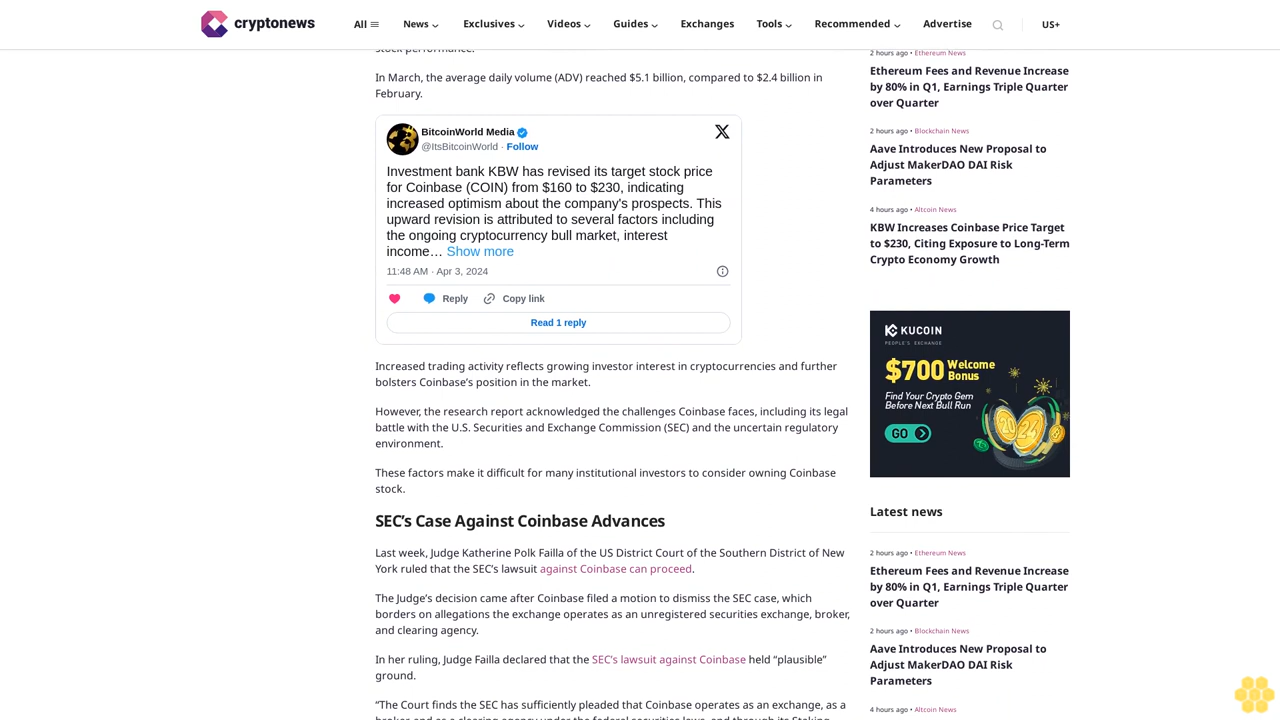 cryptonews
All
News
Exclusives
Videos
Guides
Exchanges
Tools
Recommended
Advertise
US+
stock performance.
In March, the average daily volume (ADV) reached $5.1 billion, compared to $2.4 billion in
February.
BitcoinWorld Media
@ItsBitcoinWorld · Follow
Investment bank KBW has revised its target stock price
for Coinbase (COIN) from $160 to $230, indicating
increased optimism about the company's prospects. This
upward revision is attributed to several factors including
the ongoing cryptocurrency bull market, interest
income… Show more
11:48 AM · Apr 3, 2024
Reply
Copy link
Read 1 reply
Increased trading activity reflects growing investor interest in cryptocurrencies and further
bolsters Coinbase’s position in the market.
However, the research report acknowledged the challenges Coinbase faces, including its legal
battle with the U.S. Securities and Exchange Commission (SEC) and the uncertain regulatory
environment.
These factors make it difficult for many institutional investors to consider owning Coinbase
stock.
SEC’s Case Against Coinbase Advances
Last week, Judge Katherine Polk Failla of the US District Court of the Southern District of New
York ruled that the SEC’s lawsuit against Coinbase can proceed.
The Judge’s decision came after Coinbase filed a motion to dismiss the SEC case, which
borders on allegations the exchange operates as an unregistered securities exchange, broker,
and clearing agency.
In her ruling, Judge Failla declared that the SEC’s lawsuit against Coinbase held “plausible”
ground.
“The Court finds the SEC has sufficiently pleaded that Coinbase operates as an exchange, as a
broker and as a clearing agency under the federal securities laws, and through its Staking
2 hours ago • Ethereum News
Ethereum Fees and Revenue Increase
by 80% in Q1, Earnings Triple Quarter
over Quarter
2 hours ago • Blockchain News
Aave Introduces New Proposal to
Adjust MakerDAO DAI Risk
Parameters
4 hours ago • Altcoin News
KBW Increases Coinbase Price Target
to $230, Citing Exposure to Long-Term
Crypto Economy Growth
KUCOIN
PEOPLE'S EXCHANGE
$700 Welcome
Bonus
Find Your Crypto Gem
Before Next Bull Run
GO
2024
Latest news
2 hours ago • Ethereum News
Ethereum Fees and Revenue Increase
by 80% in Q1, Earnings Triple Quarter
over Quarter
2 hours ago • Blockchain News
Aave Introduces New Proposal to
Adjust MakerDAO DAI Risk
Parameters
4 hours ago • Altcoin News